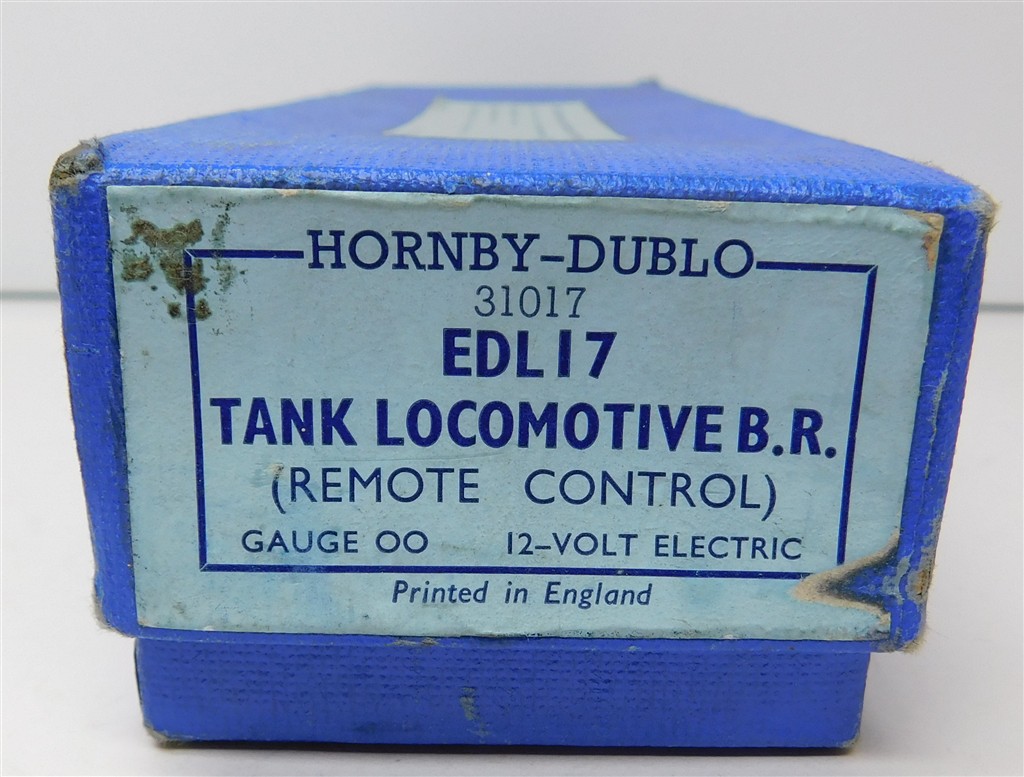 HORNBY-DUBLO
31017
EDL17
TANK LOCOMOTIVE B.R.
(REMOTE CONTROL)
GAUGE OO 12-VOLT ELECTRIC
Printed in England